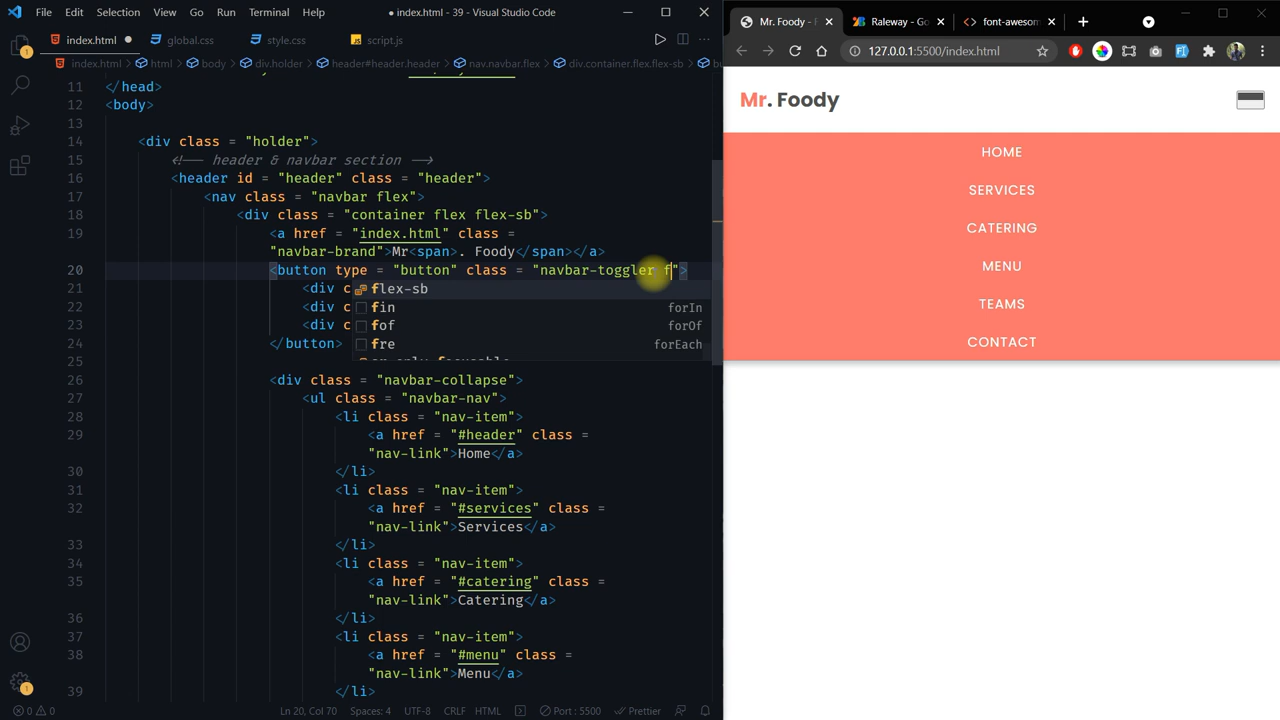 File Edit Selection View Go Run Terminal Help ● index.html - 39 - Visual Studio Code
index.html ● global.css style.css script.js
index.html > html > body > div.holder > header#header.header > nav.navbar.flex > div.container.flex.flex-sb >
11 </head>
12 <body>
13
14 <div class = "holder">
15 <!-- header & navbar section -->
16 <header id = "header" class = "header">
17 <nav class = "navbar flex">
18 <div class = "container flex flex-sb">
19 <a href = "index.html" class =
"navbar-brand">Mr<span>. Foody</span></a>
20 <button type = "button" class = "navbar-toggler f">
21 <div c
flex-sb
22 <div c
fin forIn
23 <div c
fof forOf
24 </button>
fre forEach
26 <div class = "navbar-collapse">
27 <ul class = "navbar-nav">
28 <li class = "nav-item">
29 <a href = "#header" class =
"nav-link">Home</a>
30 </li>
31 <li class = "nav-item">
32 <a href = "#services" class =
"nav-link">Services</a>
33 </li>
34 <li class = "nav-item">
35 <a href = "#catering" class =
"nav-link">Catering</a>
36 </li>
37 <li class = "nav-item">
38 <a href = "#menu" class =
"nav-link">Menu</a>
39 </li>
0 0 Ln 20, Col 70 Spaces: 4 UTF-8 CRLF HTML Port : 5500 Prettier
Mr. Foody - Raleway - Go font-awesom
127.0.0.1:5500/index.html
Mr. Foody
HOME
SERVICES
CATERING
MENU
TEAMS
CONTACT